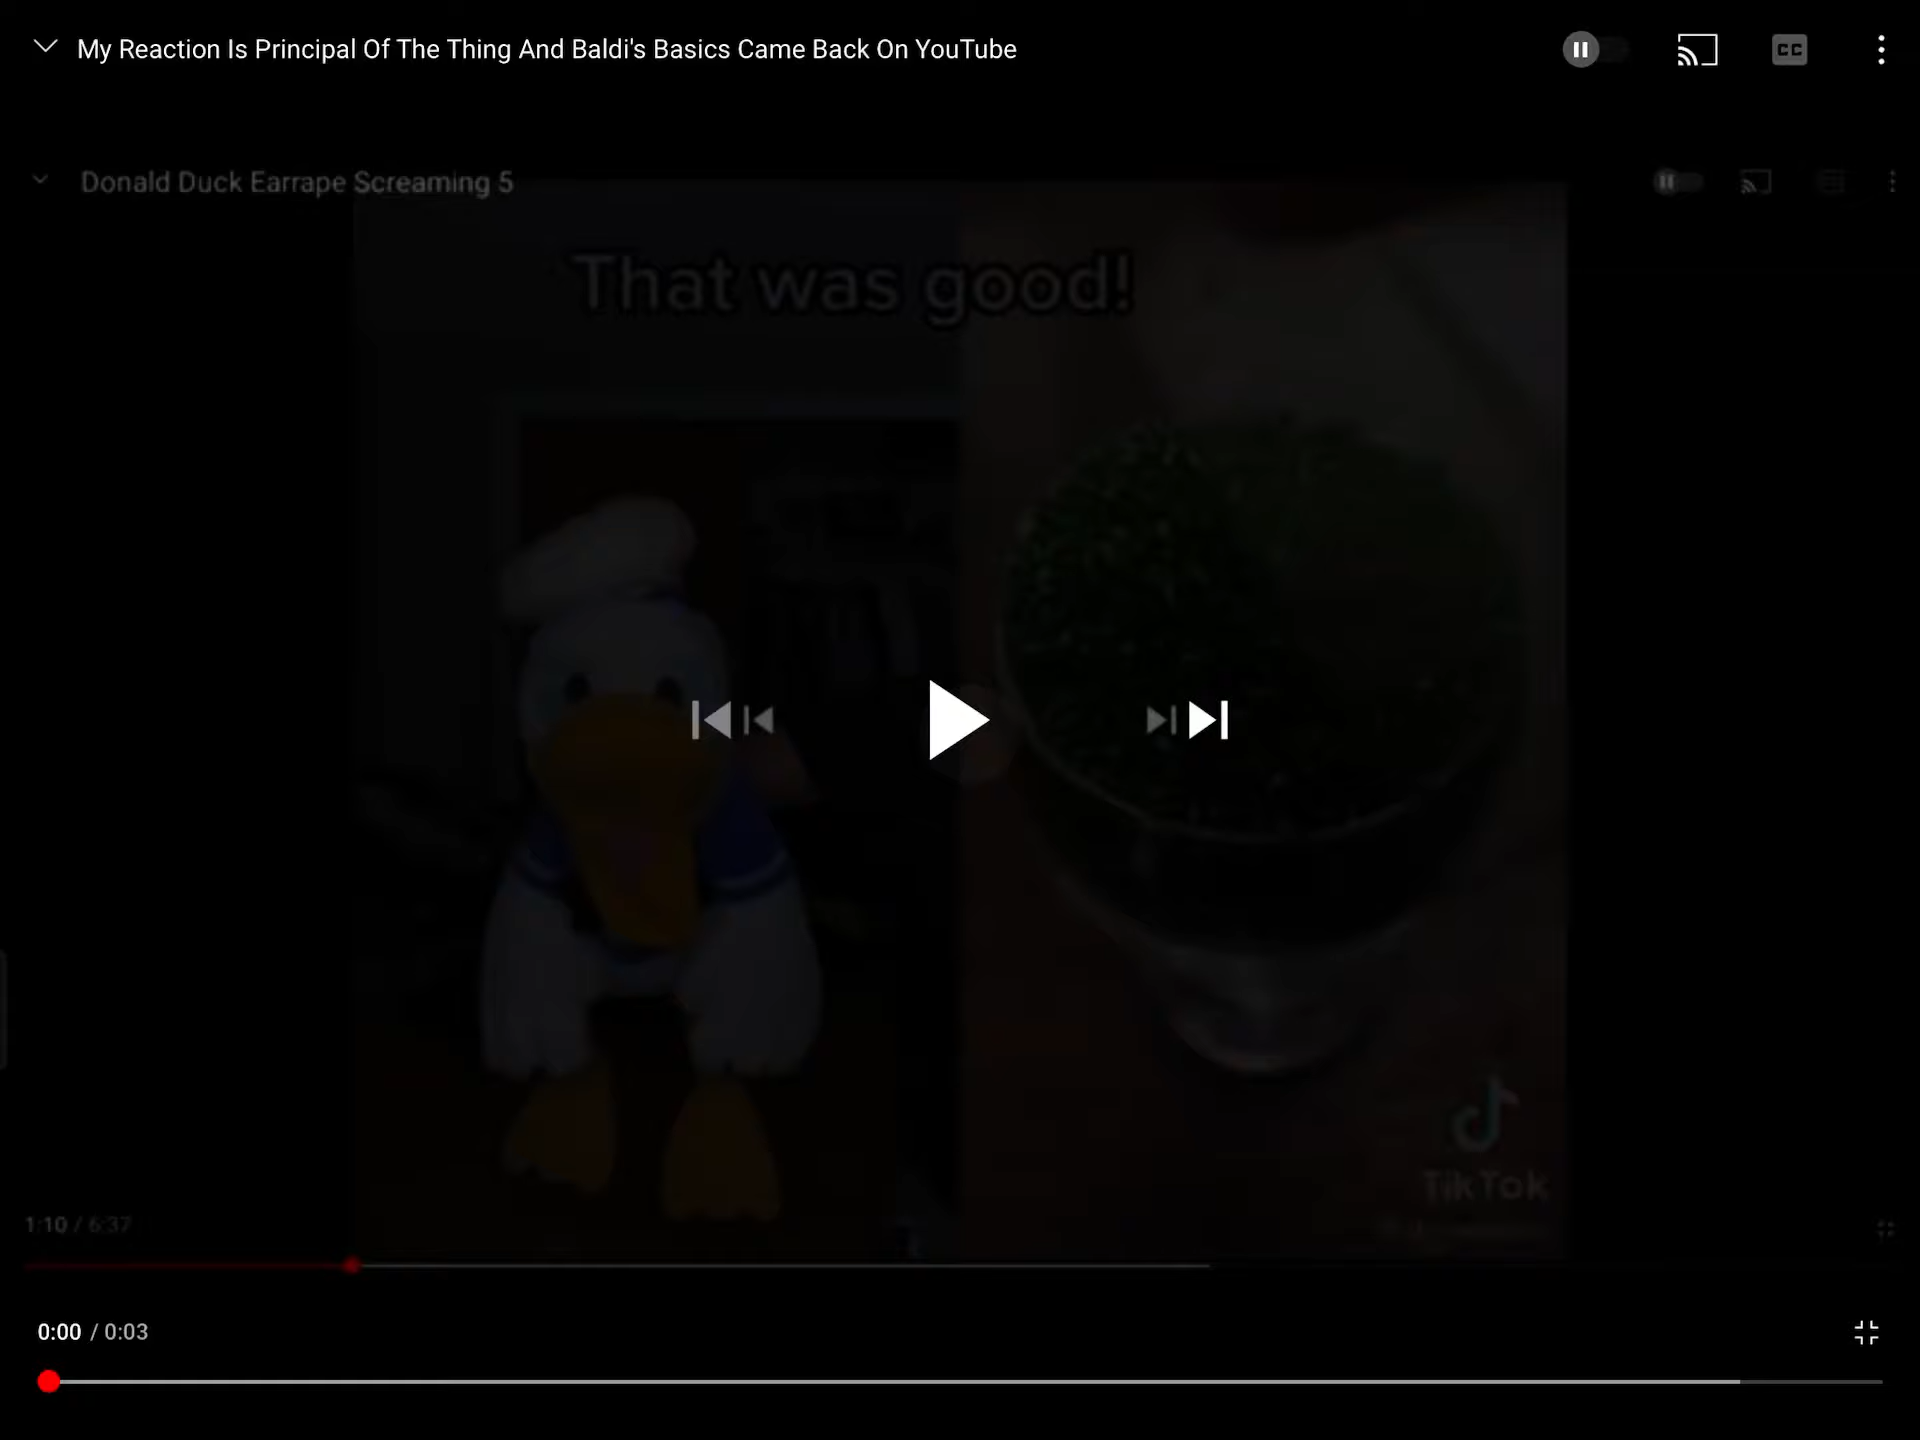 My Reaction Is Principal Of The Thing And Baldi's Basics Came Back On YouTube
CC
Donald Duck Earrape Screaming 5
That was good!
TikTok
1:10 / 6:37
0:00 / 0:03